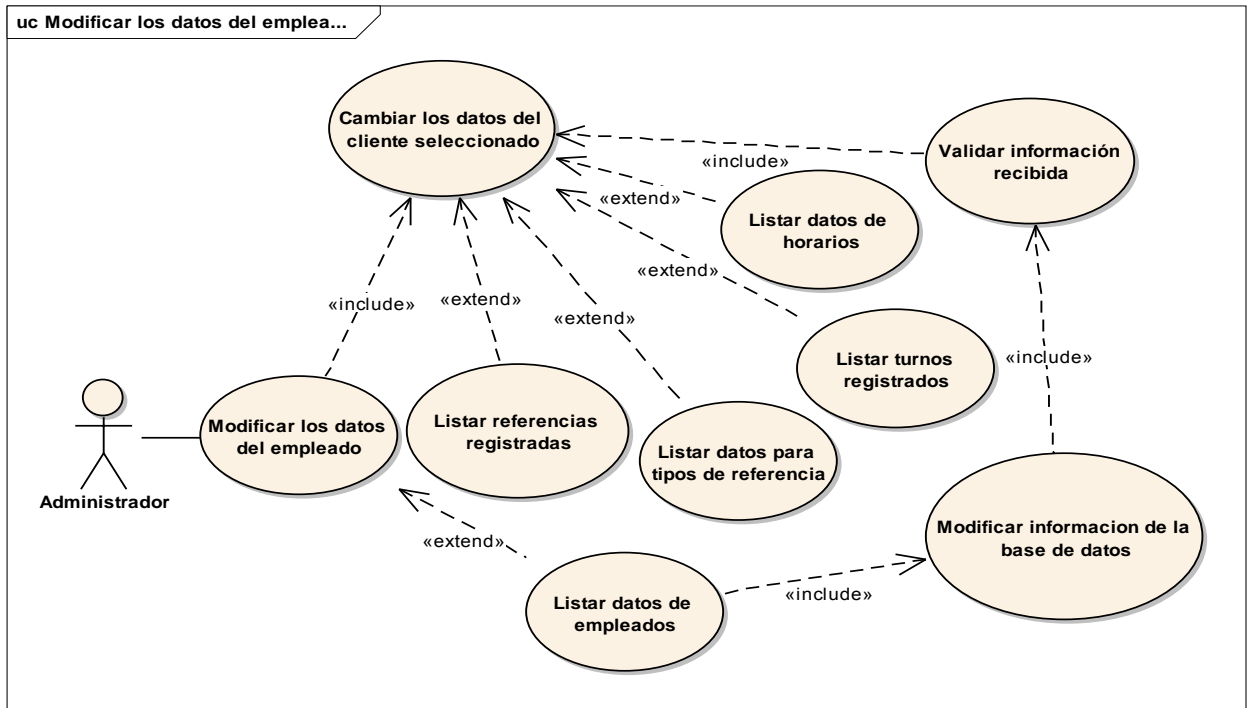 uc Modificar los datos del emplea...
Cambiar los datos del
cliente seleccionado
Validar información
recibida
«include»
«extend»
Listar datos de
horarios
«extend»
«include»
«extend»
«extend»
Listar turnos
registrados
«include»
Modificar los datos
del empleado
Listar referencias
registradas
Listar datos para
tipos de referencia
Administrador
Modificar informacion de la
base de datos
«extend»
«include»
Listar datos de
empleados